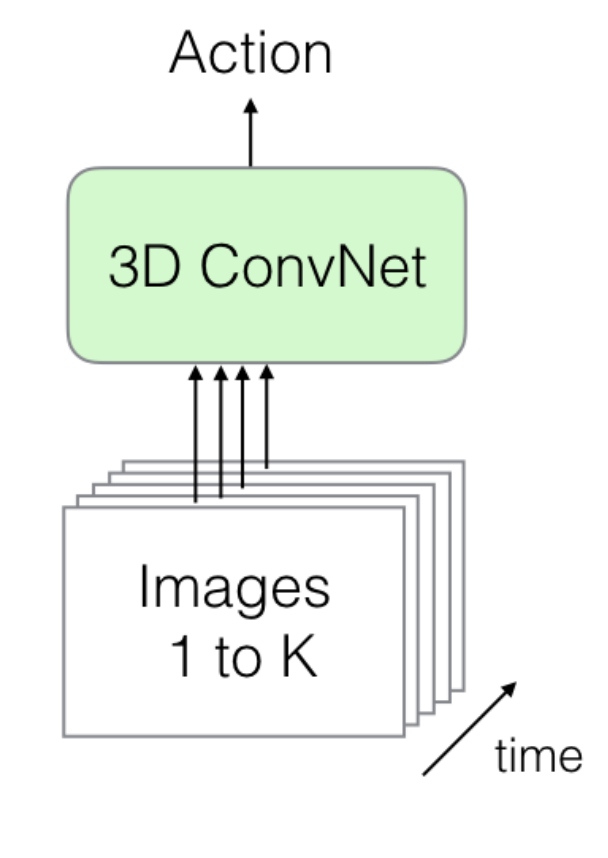 Action
3D ConvNet
Images
1 to K
time